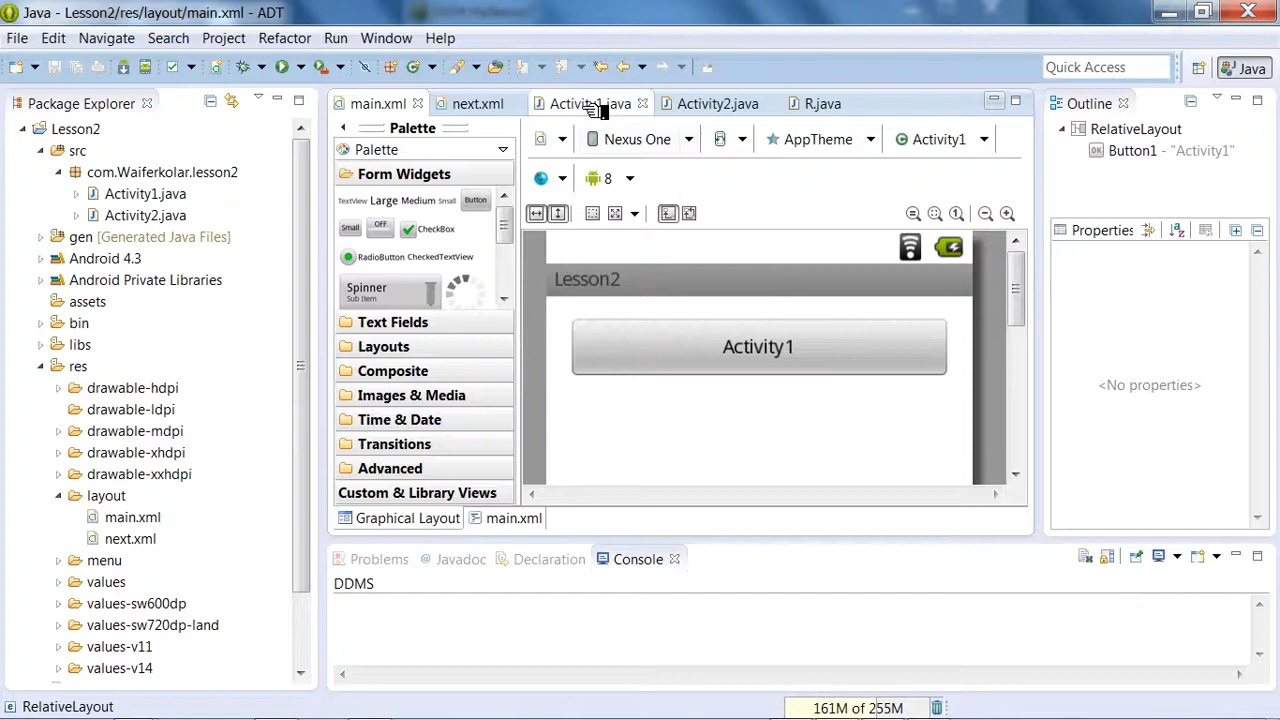 Java - Lesson2/res/layout/main.xml - ADT
File Edit Navigate Search Project Refactor Run Window Help
Quick Access
Java
Package Explorer
Lesson2
src
com.Waiferkolar.lesson2
Activity1.java
Activity2.java
gen [Generated Java Files]
Android 4.3
Android Private Libraries
assets
bin
libs
res
drawable-hdpi
drawable-ldpi
drawable-mdpi
drawable-xhdpi
drawable-xxhdpi
layout
main.xml
next.xml
menu
values
values-sw600dp
values-sw720dp-land
values-v11
values-v14
main.xml next.xml Activity1.java Activity2.java R.java
Palette
Palette
Form Widgets
TextView Large Medium Small Button
Small OFF CheckBox
RadioButton CheckedTextView
Spinner
Sub Item
Text Fields
Layouts
Composite
Images & Media
Time & Date
Transitions
Advanced
Custom & Library Views
Nexus One AppTheme Activity1
8
Lesson2
Activity1
Graphical Layout main.xml
Outline
RelativeLayout
Button1 - "Activity1"
Properties
<No properties>
Problems Javadoc Declaration Console
DDMS
RelativeLayout
161M of 255M